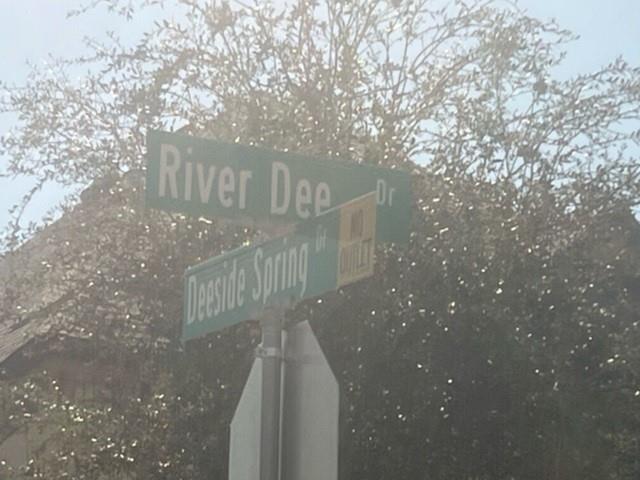 River Dee Dr
Deeside Spring Dr
NO
OUTLET